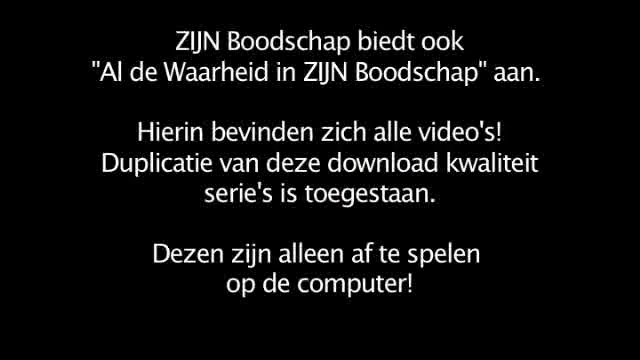 ZIJN Boodschap biedt ook
"Al de Waarheid in ZIJN Boodschap" aan.
Hierin bevinden zich alle video's!
Duplicatie van deze download kwaliteit
serie's is toegestaan.
Dezen zijn alleen af te spelen
op de computer!